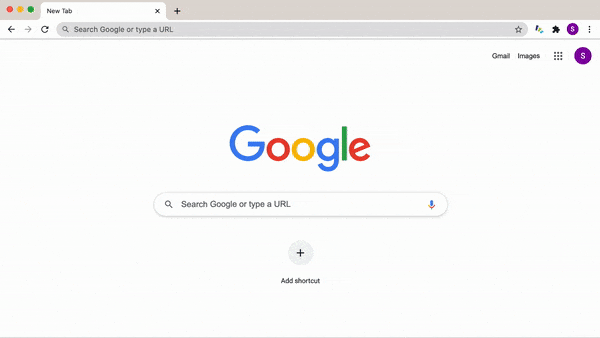 New Tab
Search Google or type a URL
S
Gmail Images
S
Google
Search Google or type a URL
Add shortcut